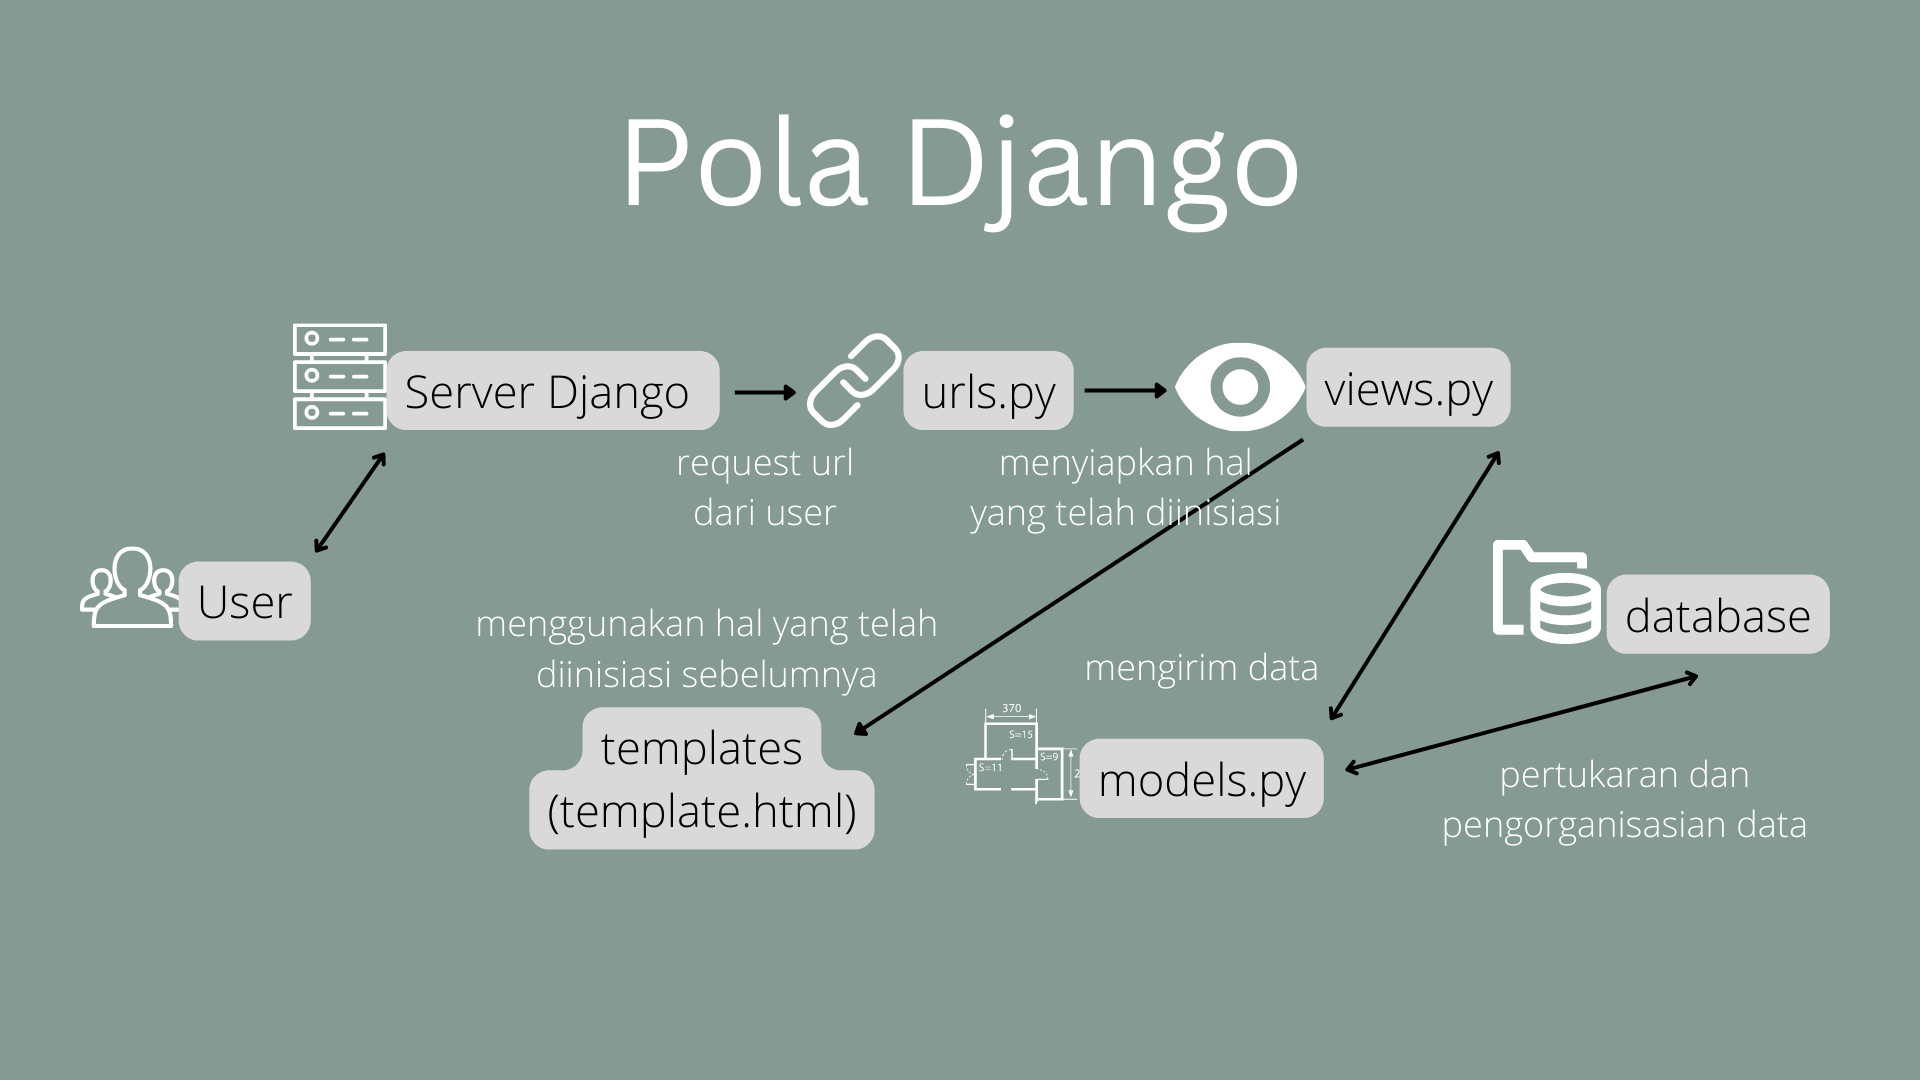 Pola Django
Server Django
urls.py
views.py
request url
dari user
menyiapkan hal
yang telah diinisiasi
User
database
menggunakan hal yang telah
diinisiasi sebelumnya
mengirim data
templates
(template.html)
370
S=15
S=9
S=11
2
models.py
pertukaran dan
pengorganisasian data